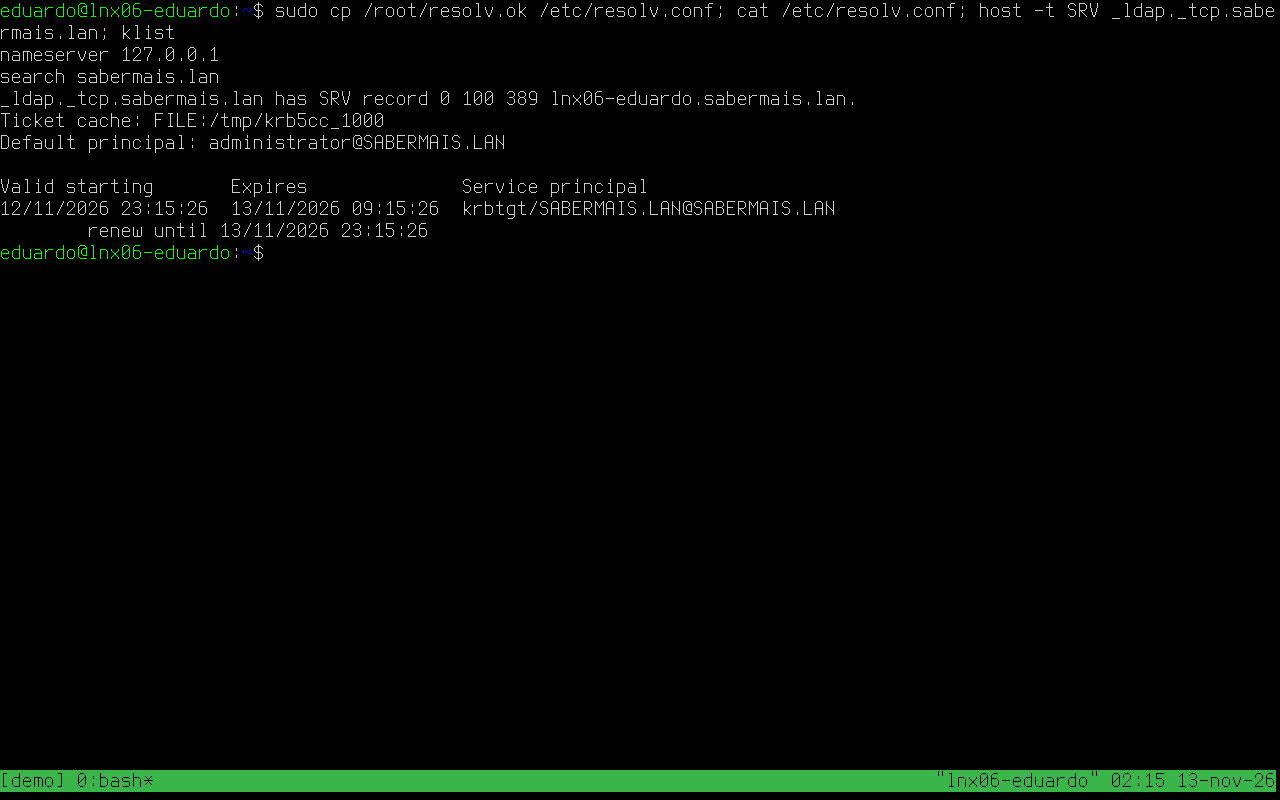 eduardo@lnx06-eduardo:~$ sudo cp /root/resolv.ok /etc/resolv.conf; cat /etc/resolv.conf; host -t SRV _ldap._tcp.sabe
rmais.lan; klist
nameserver 127.0.0.1
search sabermais.lan
_ldap._tcp.sabermais.lan has SRV record 0 100 389 lnx06-eduardo.sabermais.lan.
Ticket cache: FILE:/tmp/krb5cc_1000
Default principal: administrator@SABERMAIS.LAN

Valid starting       Expires              Service principal
12/11/2026 23:15:26  13/11/2026 09:15:26  krbtgt/SABERMAIS.LAN@SABERMAIS.LAN
        renew until 13/11/2026 23:15:26
eduardo@lnx06-eduardo:~$
[demo] 0:bash* "lnx06-eduardo" 02:15 13-nov-26